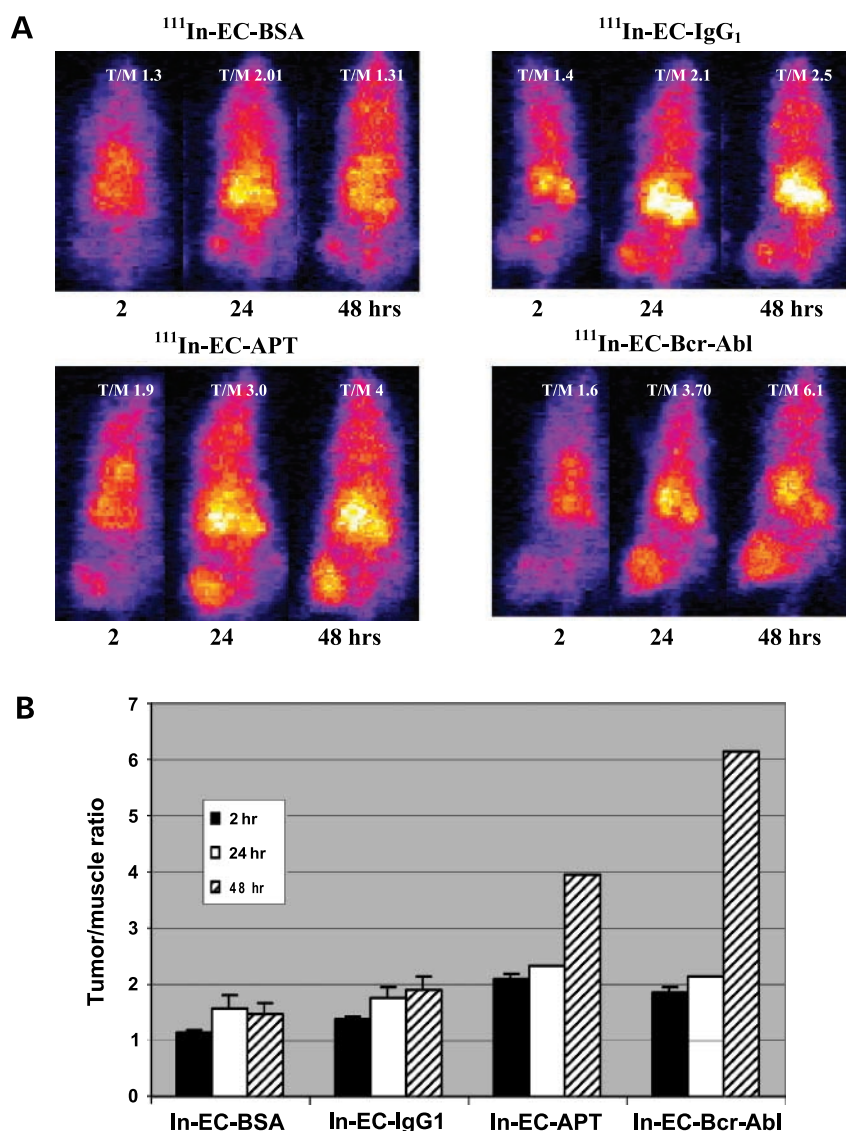 A
¹¹¹In-EC-BSA
T/M 1.3 T/M 2.01 T/M 1.31
2 24 48 hrs
¹¹¹In-EC-IgG₁
T/M 1.4 T/M 2.1 T/M 2.5
2 24 48 hrs
¹¹¹In-EC-APT
T/M 1.9 T/M 3.0 T/M 4
2 24 48 hrs
¹¹¹In-EC-Bcr-Abl
T/M 1.6 T/M 3.70 T/M 6.1
2 24 48 hrs
B
Tumor/muscle ratio
7
6
5
4
3
2
1
0
2 hr
24 hr
48 hr
In-EC-BSA In-EC-IgG1 In-EC-APT In-EC-Bcr-Abl